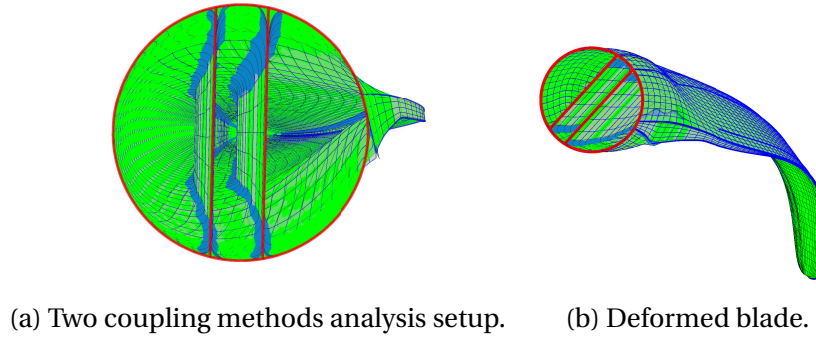 (a) Two coupling methods analysis setup.
(b) Deformed blade.